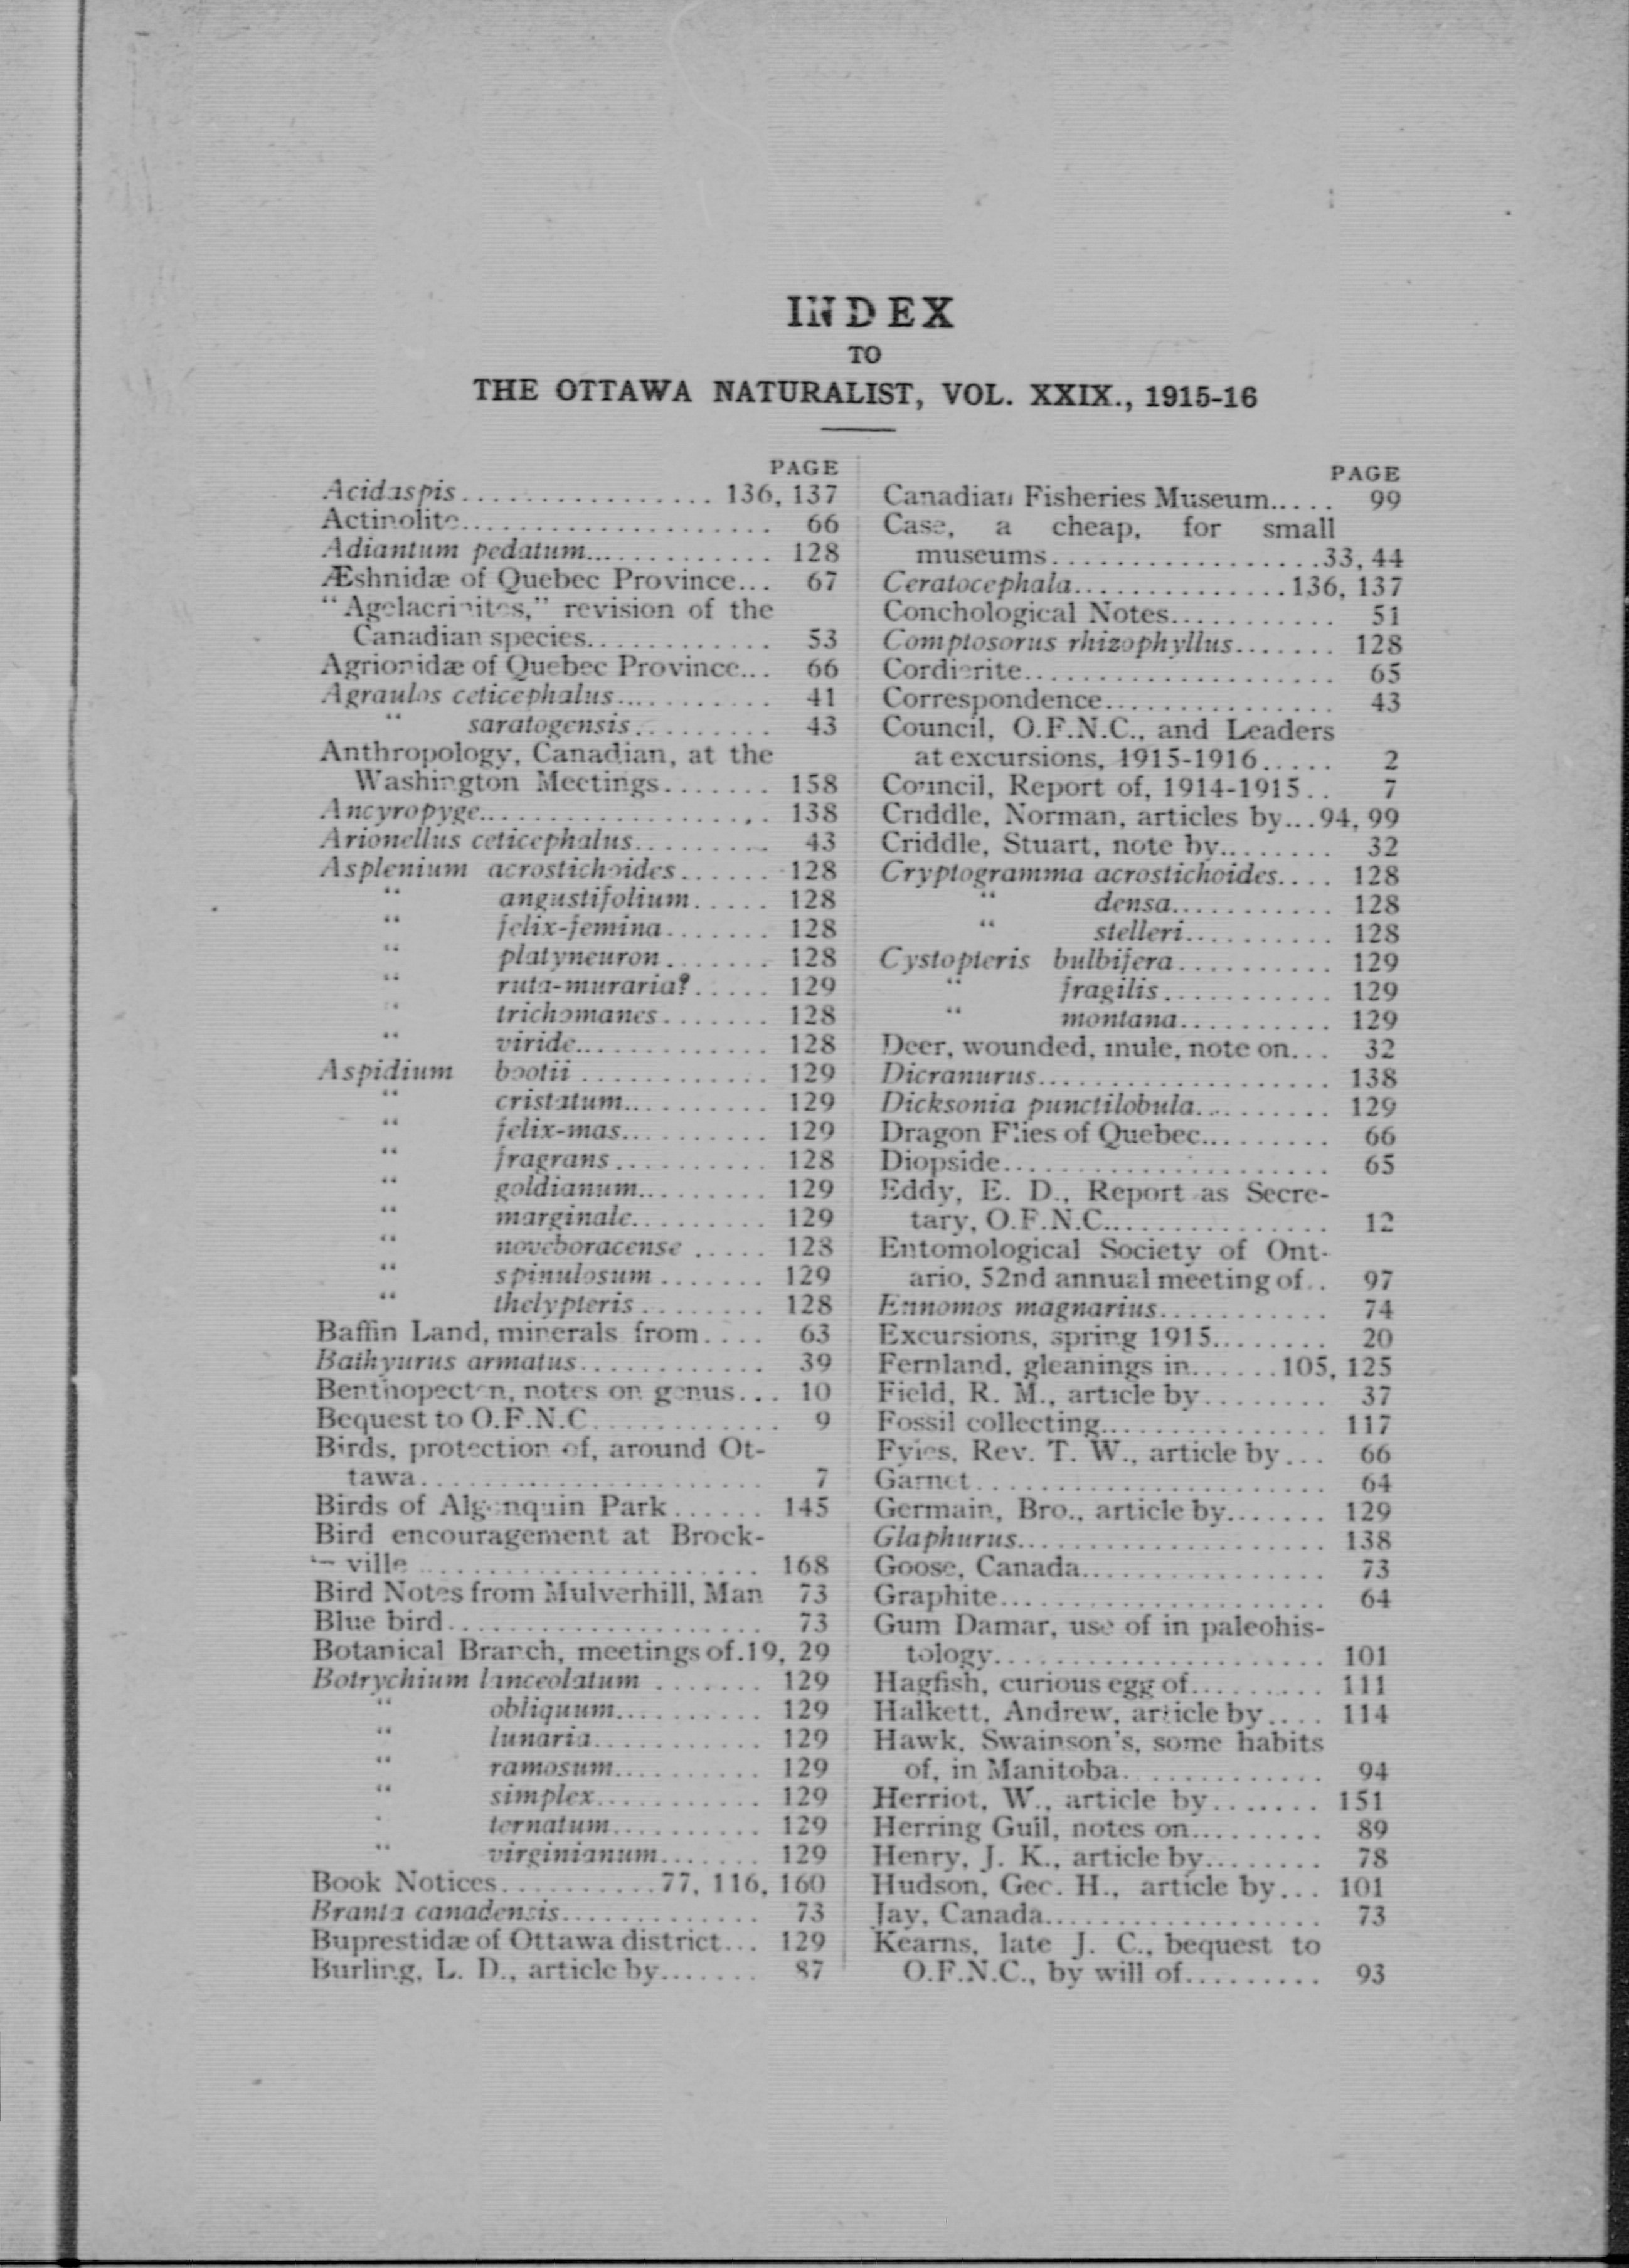 INDEX
TO
THE OTTAWA NATURALIST, VOL. XXIX., 1915-16
PAGE
Acidaspis................ 136, 137
Actinolite.................... 66
Adiantum pedatum............. 128
Æshnidæ of Quebec Province... 67
"Agelacrinites," revision of the
Canadian species............. 53
Agrionidæ of Quebec Province... 66
Agraulos ceticephalus........... 41
“ saratogensis......... 43
Anthropology, Canadian, at the
Washington Meetings....... 158
Ancyropyge................... 138
Arionellus ceticephalus......... 43
Asplenium acrostichoides...... 128
“ angustifolium..... 128
“ felix-femina....... 128
“ platyneuron....... 128
“ ruta-muraria?..... 129
“ trichomanes....... 128
“ viride............. 128
Aspidium bootii ............ 129
“ cristatum.......... 129
“ felix-mas........... 129
“ fragrans........... 128
“ goldianum......... 129
“ marginale.......... 129
“ noveboracense ..... 128
“ spinulosum....... 129
“ thelypteris........ 128
Baffin Land, minerals from.... 63
Bathyurus armatus............ 39
Benthopecten, notes on genus... 10
Bequest to O.F.N.C............ 9
Birds, protection of, around Ot-
tawa........................ 7
Birds of Algonquin Park...... 145
Bird encouragement at Brock-
ville ...................... 168
Bird Notes from Mulverhill, Man 73
Blue bird.................... 73
Botanical Branch, meetings of.19, 29
Botrychium lanceolatum ....... 129
“ obliquum.......... 129
“ lunaria............ 129
“ ramosum.......... 129
“ simplex........... 129
“ ternatum.......... 129
“ virginianum....... 129
Book Notices..........77, 116, 160
Branta canadensis............. 73
Buprestidæ of Ottawa district... 129
Burling, L. D., article by....... 87
PAGE
Canadian Fisheries Museum..... 99
Case, a cheap, for small
museums..................33, 44
Ceratocephala..............136, 137
Conchological Notes........... 51
Comptosorus rhizophyllus....... 128
Cordierite.................... 65
Correspondence............... 43
Council, O.F.N.C., and Leaders
at excursions, 1915-1916..... 2
Council, Report of, 1914-1915.. 7
Criddle, Norman, articles by...94, 99
Criddle, Stuart, note by........ 32
Cryptogramma acrostichoides.... 128
“ densa........... 128
“ stelleri.......... 128
Cystopteris bulbifera.......... 129
“ fragilis........... 129
“ montana.......... 129
Deer, wounded, mule, note on... 32
Dicranurus................... 138
Dicksonia punctilobula......... 129
Dragon Flies of Quebec......... 66
Diopside...................... 65
Eddy, E. D., Report as Secre-
tary, O.F.N.C............... 12
Entomological Society of Ont-
ario, 52nd annual meeting of.. 97
Ennomos magnarius............ 74
Excursions, spring 1915........ 20
Fernland, gleanings in......105, 125
Field, R. M., article by........ 37
Fossil collecting............... 117
Fyles, Rev. T. W., article by... 66
Garnet....................... 64
Germain, Bro., article by....... 129
Glaphurus.................... 138
Goose, Canada................ 73
Graphite...................... 64
Gum Damar, use of in paleohis-
tology...................... 101
Hagfish, curious egg of......... 111
Halkett, Andrew, article by.... 114
Hawk, Swainson's, some habits
of, in Manitoba............. 94
Herriot, W., article by....... 151
Herring Gull, notes on......... 89
Henry, J. K., article by........ 78
Hudson, Geo. H., article by... 101
Jay, Canada................... 73
Kearns, late J. C., bequest to
O.F.N.C., by will of......... 93